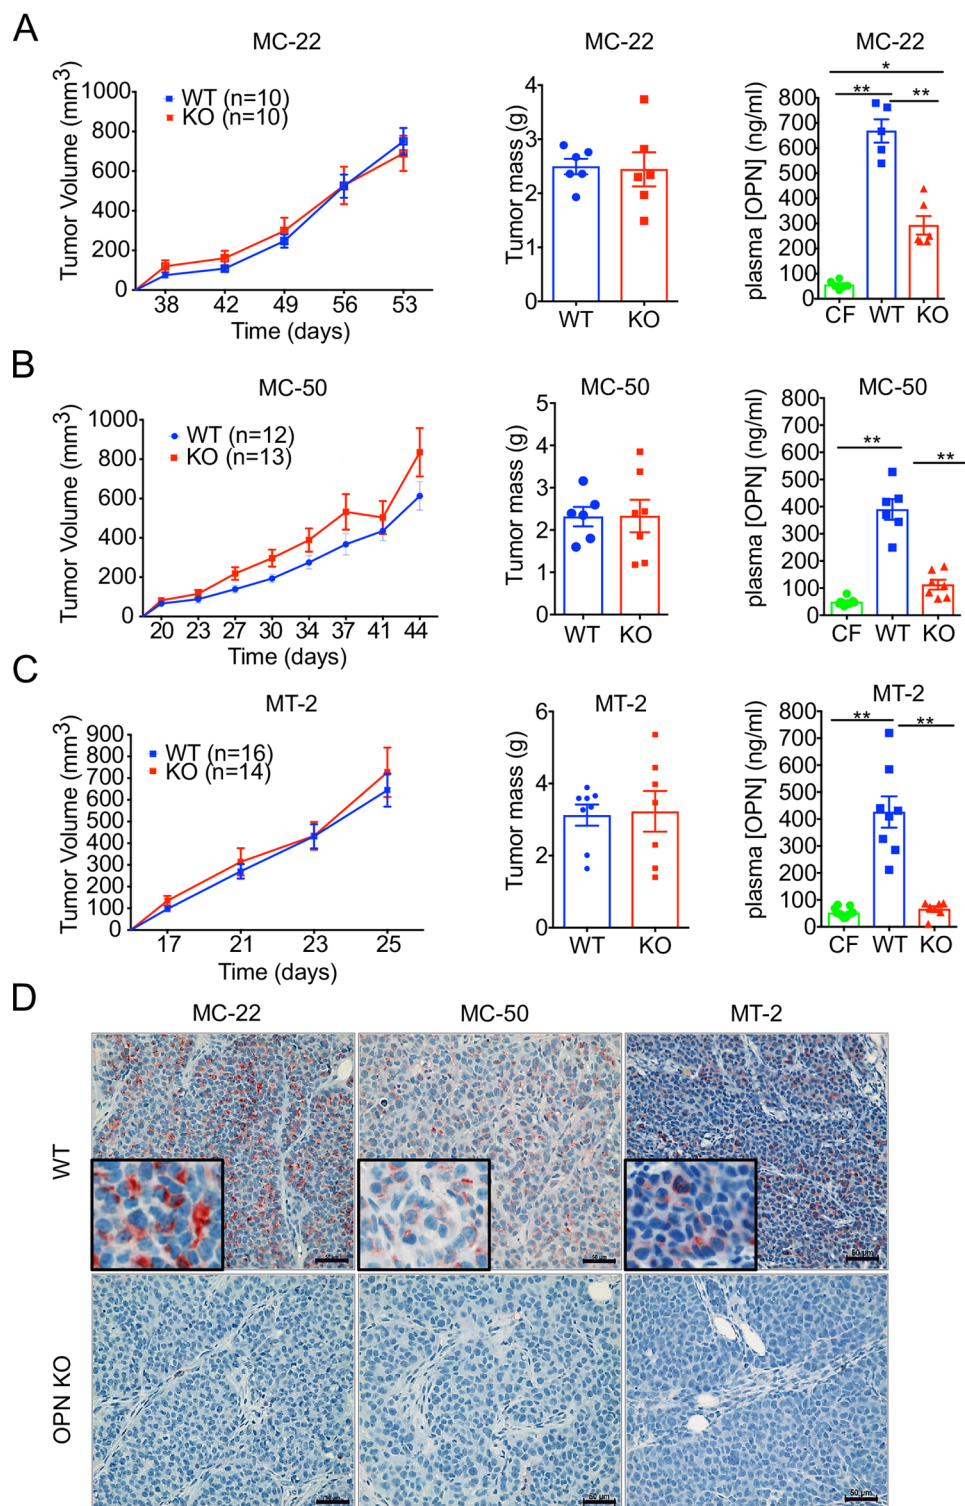 A
MC-22
Tumor Volume (mm3)
1000
800
600
400
200
0
WT (n=10)
KO (n=10)
38 42 49 56 53
Time (days)
MC-22
Tumor mass (g)
4
3
2
1
0
WT KO
MC-22
plasma [OPN] (ng/ml)
*
** **
800
700
600
500
400
300
200
100
0
CF WT KO
B
MC-50
Tumor Volume (mm3)
1000
800
600
400
200
0
WT (n=12)
KO (n=13)
20 23 27 30 34 37 41 44
Time (days)
MC-50
Tumor mass (g)
5
4
3
2
1
0
WT KO
MC-50
plasma [OPN] (ng/ml)
** **
800
700
600
500
400
300
200
100
0
CF WT KO
C
MT-2
Tumor Volume (mm3)
900
800
700
600
500
400
300
200
100
0
WT (n=16)
KO (n=14)
17 21 23 25
Time (days)
MT-2
Tumor mass (g)
6
4
2
0
WT KO
MT-2
plasma [OPN] (ng/ml)
** **
800
700
600
500
400
300
200
100
0
CF WT KO
D
MC-22 MC-50 MT-2
WT
50 µm
OPN KO
50 µm 50 µm